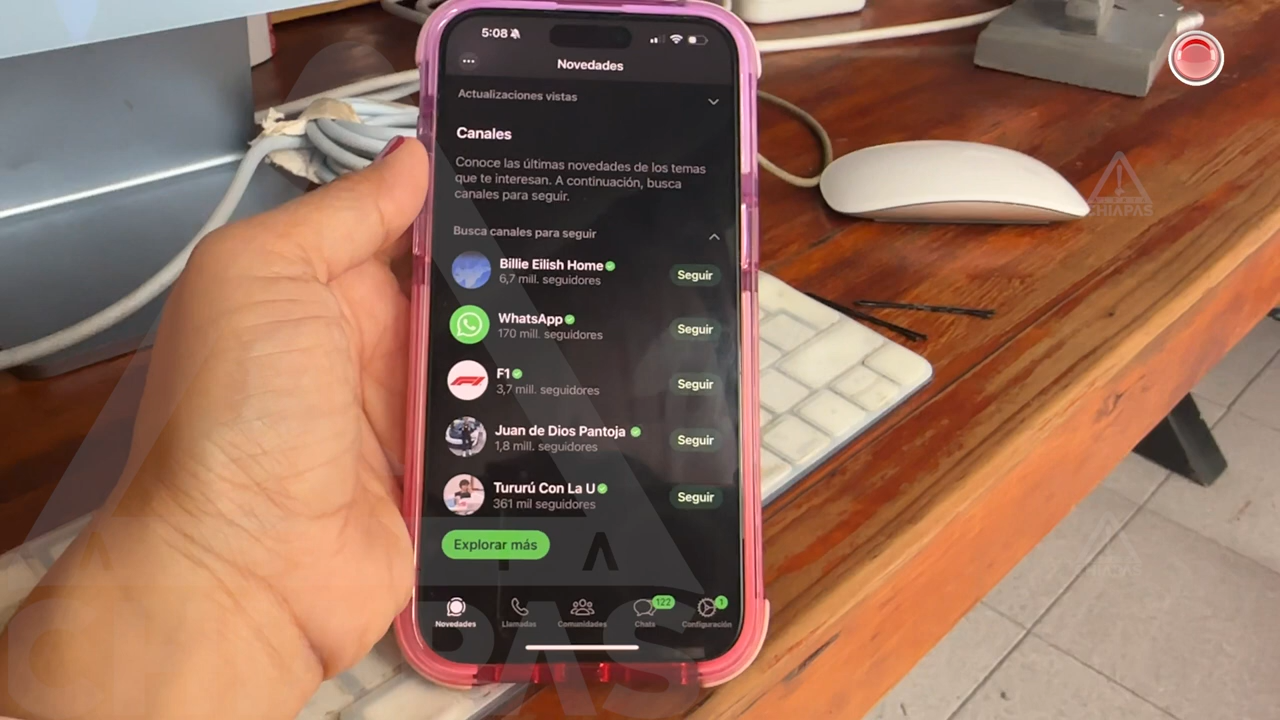 5:08
Novedades
Actualizaciones vistas
Canales
Conoce las últimas novedades de los temas
que te interesan. A continuación, busca
canales para seguir.
Busca canales para seguir
Billie Eilish Home
6,7 mill. seguidores
Seguir
WhatsApp
170 mill. seguidores
Seguir
F1
3,7 mill. seguidores
Seguir
Juan de Dios Pantoja
1,8 mill. seguidores
Seguir
Tururú Con La U
361 mil seguidores
Seguir
Explorar más
122
1
Novedades
Llamadas
Comunidades
Chats
Configuración
CHIAPAS
CHIAPAS
CHIAPAS